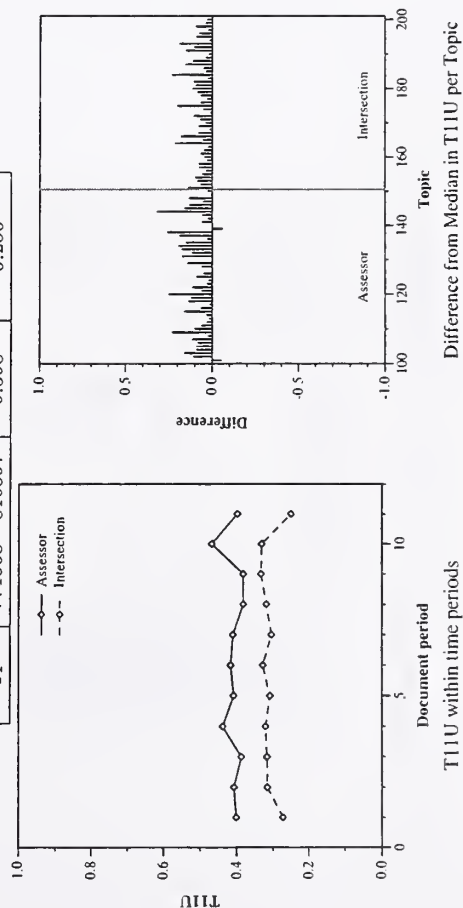 1.0
0.8
0.6
0.4
0.2
0.0
T11U
Assessor
Intersection
0 5 10
Document period
T11U within time periods
1.0
0.5
0.0
-0.5
-1.0
Difference
Assessor Intersection
100 120 140 160 180 200
Topic
Difference from Median in T11U per Topic